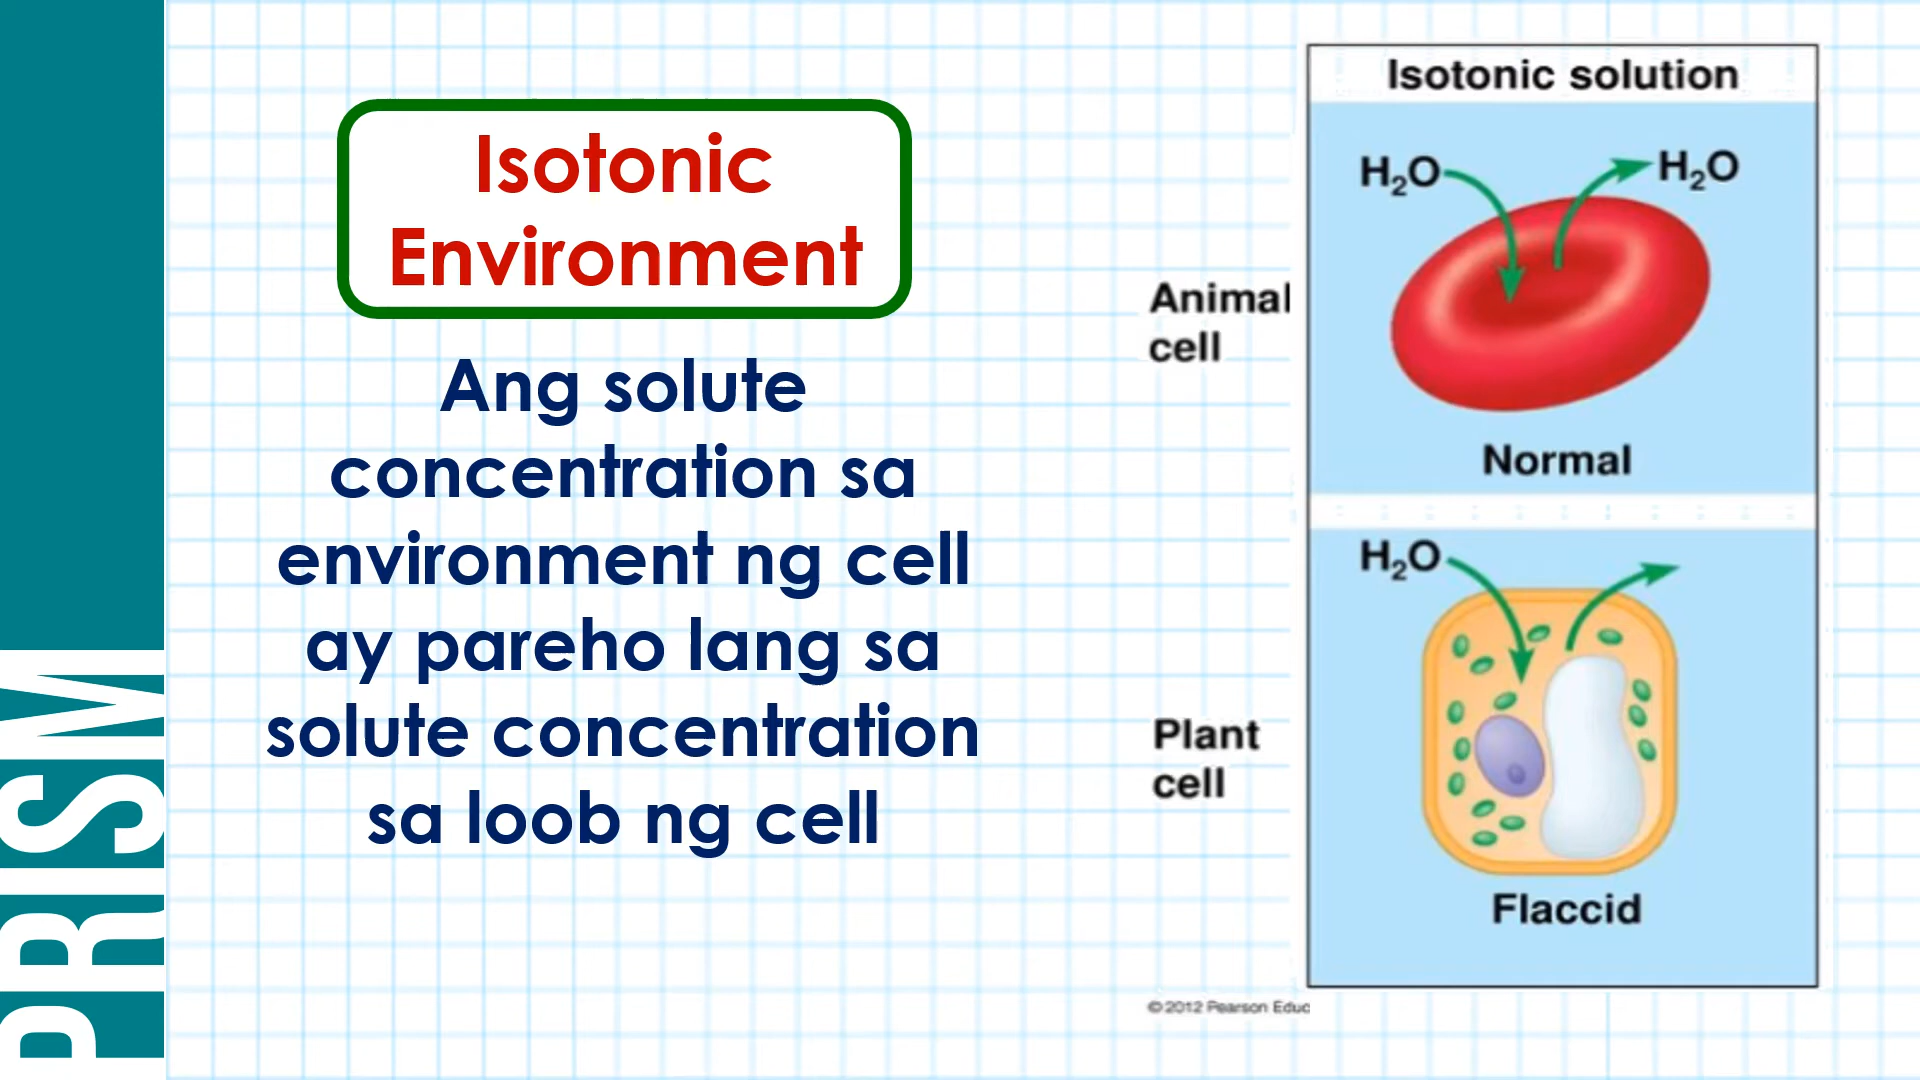 PRISM
Isotonic
Environment
Ang solute
concentration sa
environment ng cell
ay pareho lang sa
solute concentration
sa loob ng cell
Isotonic solution
H₂O
H₂O
Animal
cell
Normal
H₂O
Plant
cell
Flaccid
© 2012 Pearson Educ